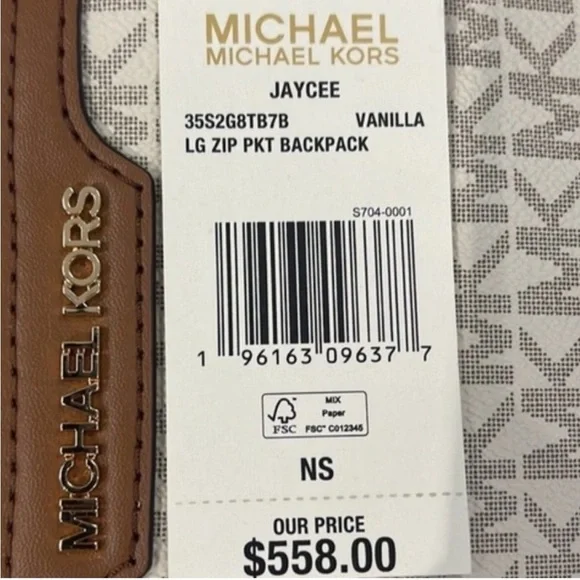 MICHAEL
MICHAEL KORS
JAYCEE
35S2G8TB7B VANILLA
LG ZIP PKT BACKPACK
S704-0001
1 96163 09637 7
FSC
MIX
Paper
FSC™ C012345
NS
OUR PRICE
$558.00
MICHAEL KORS